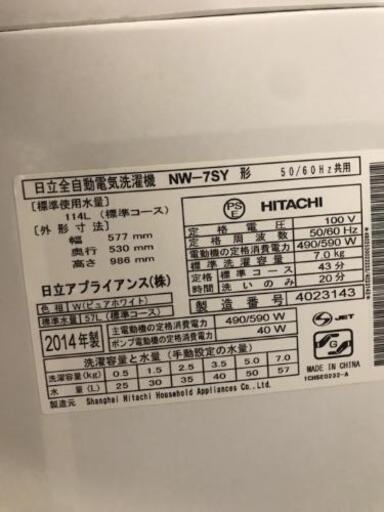 日立全自動電気洗濯機 NW-7SY 形 50/60Hz共用
[標準使用水量]
114L (標準コース)
[外形寸法]
幅 577 mm
奥行 530 mm
高さ 986 mm
日立アプライアンス(株)
PS
E
HITACHI
定格電圧 100 V
定格周波数 50/60 Hz
電動機の定格消費電力 490/590 W
標準洗濯容量 7.0 kg
定格時間 標準コース 43分
洗いのみ 20分
製造番号 4023143
色相 W(ピュアホワイト)
標準水量 57L (標準コース)
2014年製
主電動機の定格消費電力 490/590 W
ポンプ電動機の定格消費電力 40 W
JET
G
MADE IN CHINA
1CHSE0232-A
洗濯容量と水量 (手動設定の水量)
洗濯容量(kg) 0.5 1.5 2.5 3.5 5.0 7.0
水量(L) 25 30 35 40 50 57
製造元 Shanghai Hitachi Household Appliances Co.,Ltd.